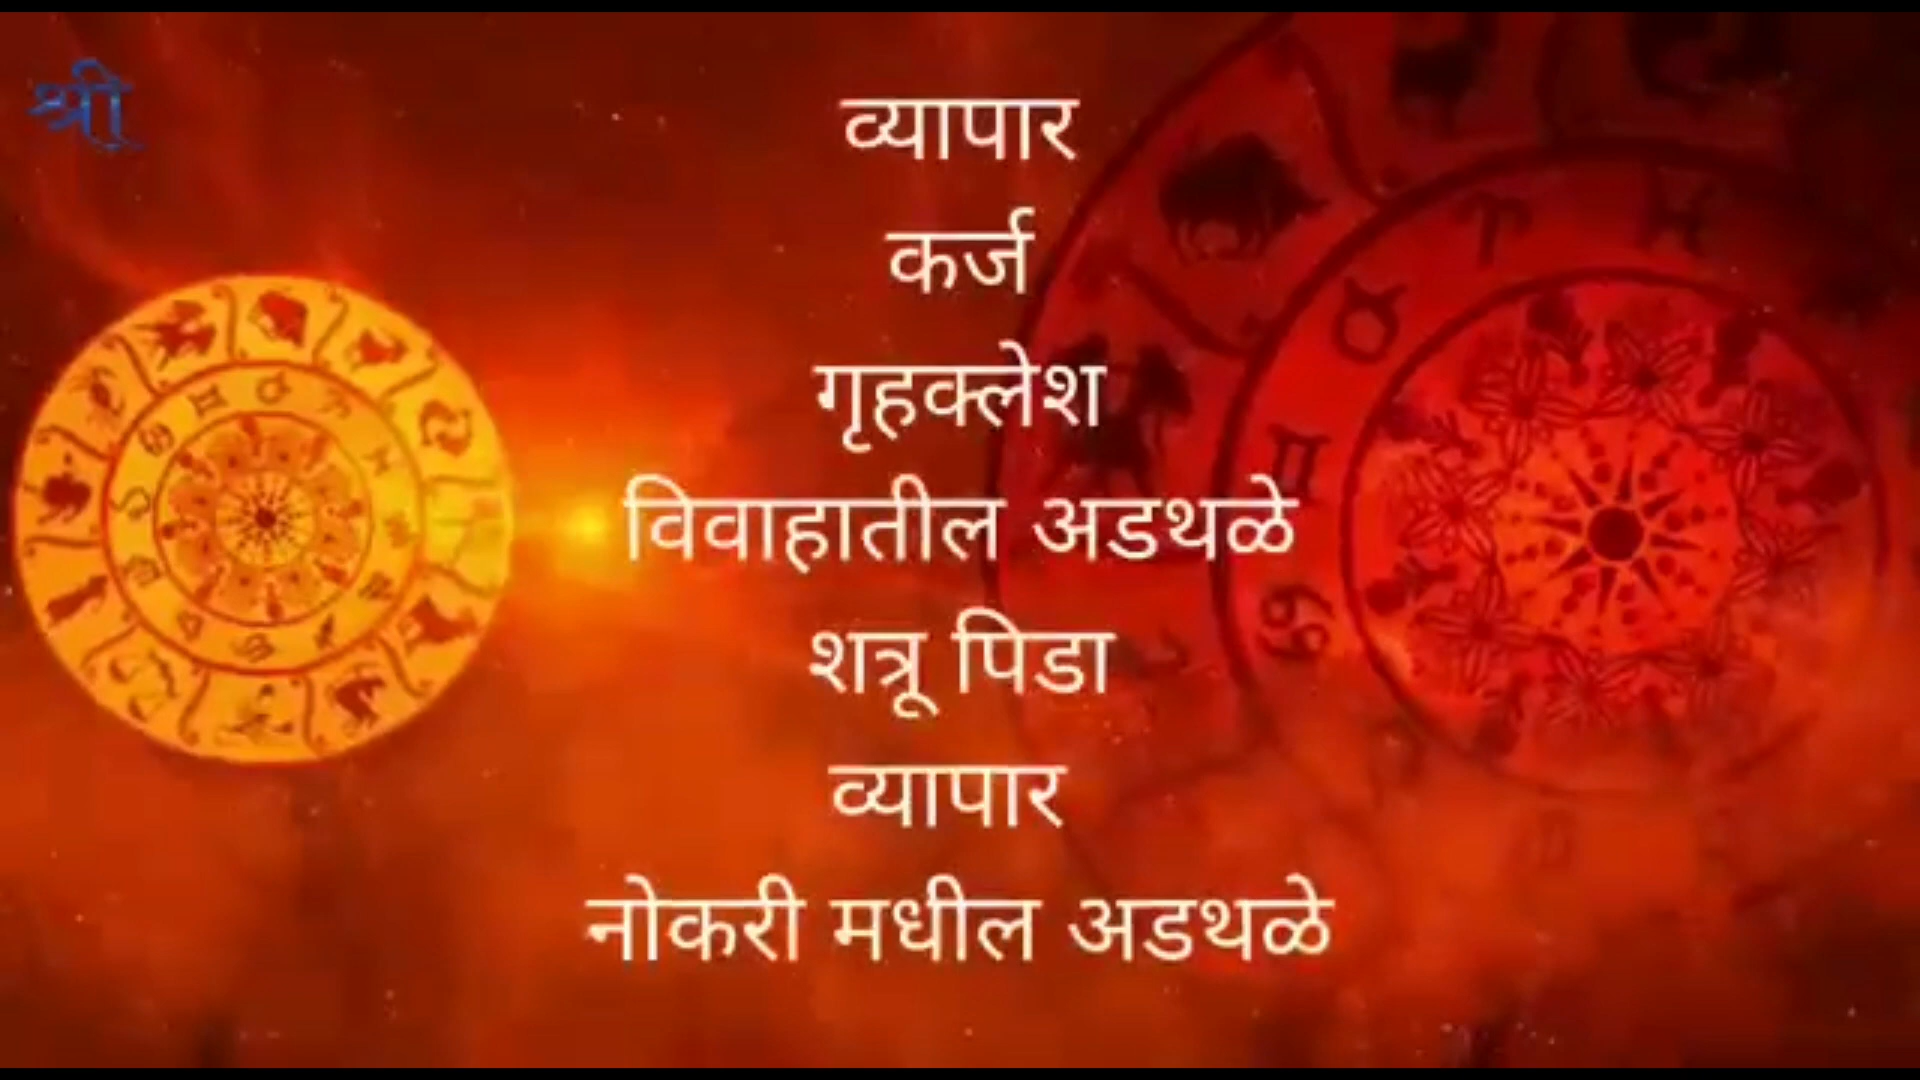 श्री
व्यापार
कर्ज
गृहक्लेश
विवाहातील अडथळे
शत्रू पिडा
व्यापार
नोकरी मधील अडथळे